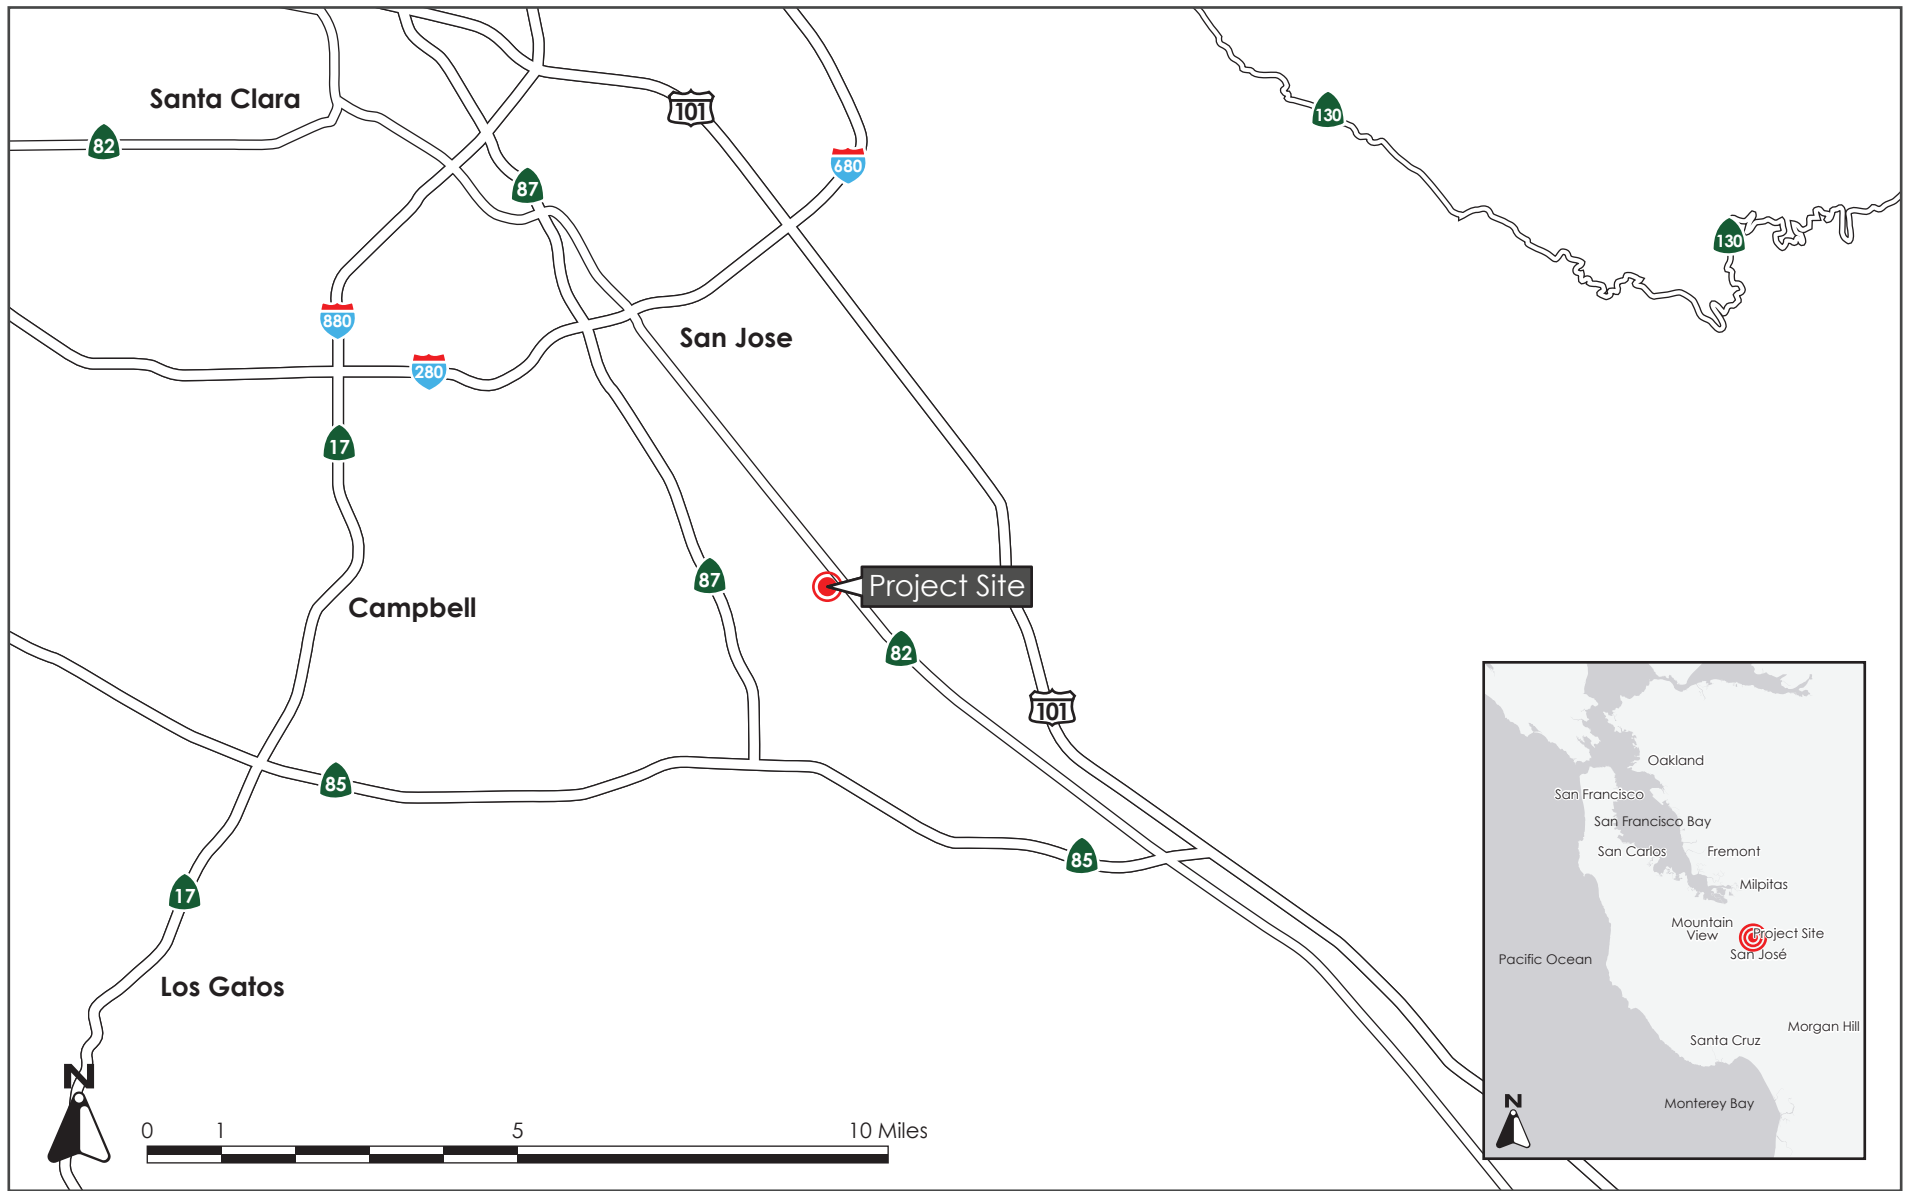 Santa Clara
82
101
130
680
87
130
880
San Jose
280
17
87
Project Site
Campbell
82
101
85
85
17
Los Gatos
N
0 1 5 10 Miles
Oakland
San Francisco
San Francisco Bay
San Carlos
Fremont
Milpitas
Mountain
View
Project Site
San José
Pacific Ocean
Morgan Hill
Santa Cruz
Monterey Bay
N